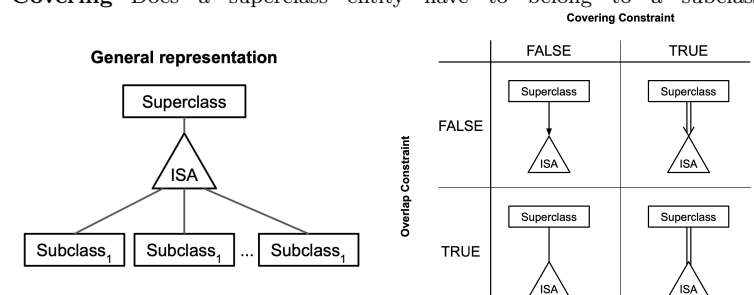 Covering Does a superclass entity have to belong to a subclass
Covering Constraint
General representation
FALSE TRUE
Superclass
ISA
Subclass1 Subclass1 ... Subclass1
Overlap Constraint
FALSE
Superclass Superclass
ISA ISA
TRUE
Superclass Superclass
ISA ISA